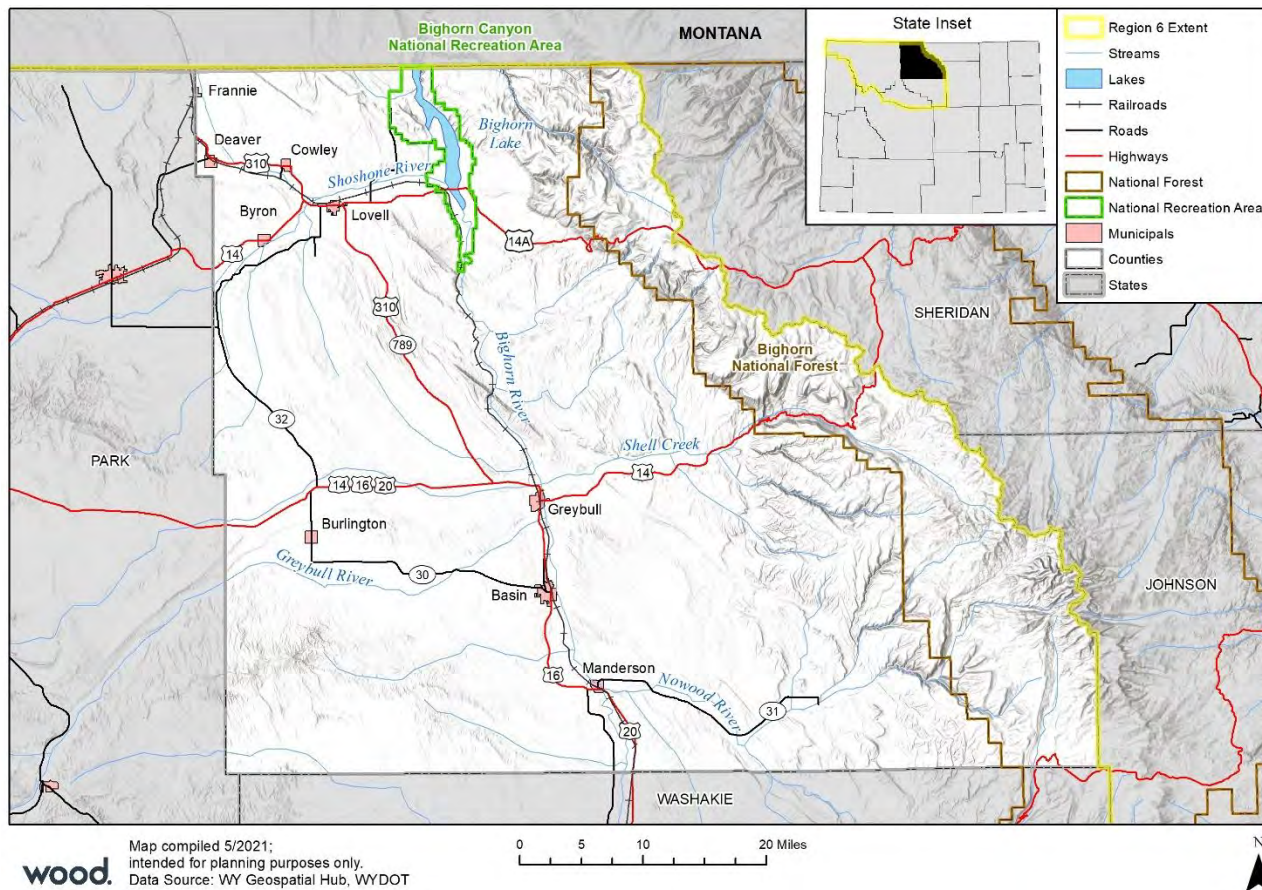 Bighorn Canyon
National Recreation Area
MONTANA
State Inset
Region 6 Extent
Streams
Lakes
Railroads
Roads
Highways
National Forest
National Recreation Area
Municipals
Counties
States
Frannie
Deaver
310
Cowley
Shoshone River
Bighorn
Lake
Byron
Lovell
14
14A
310
789
SHERIDAN
Bighorn
National Forest
Bighorn River
32
PARK
Shell Creek
14
14 16 20
Greybull
Burlington
Greybull River
30
Basin
JOHNSON
Manderson
16
Nowood River
31
20
WASHAKIE
wood.
Map compiled 5/2021;
intended for planning purposes only.
Data Source: WY Geospatial Hub, WYDOT
0 5 10 20 Miles
N